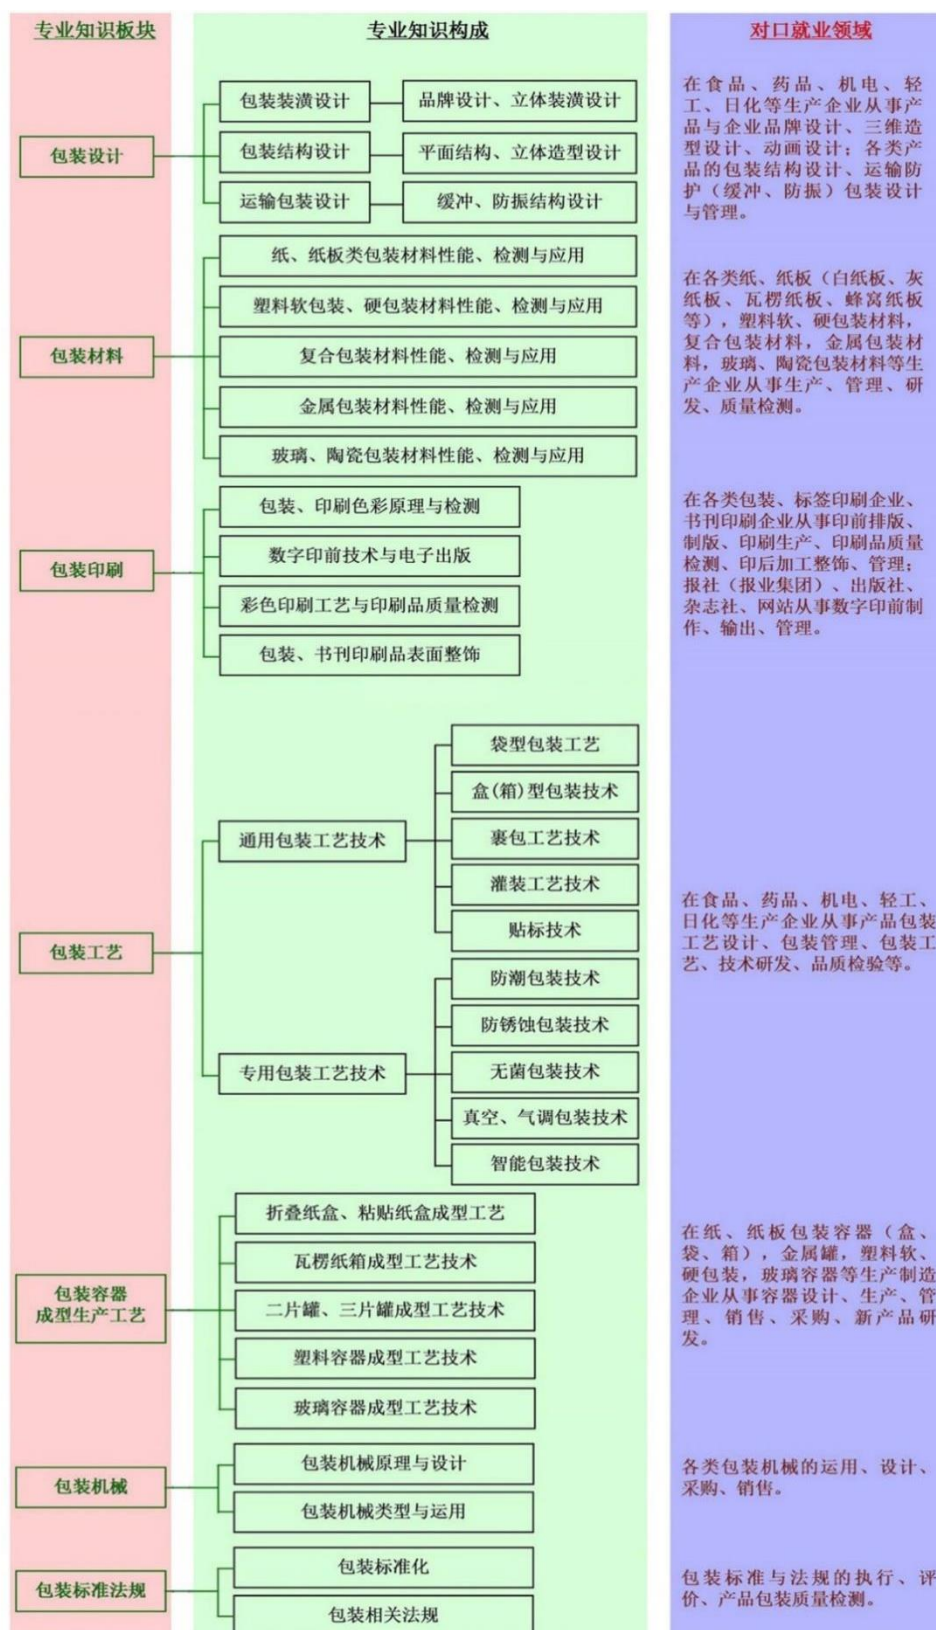 专业知识板块
专业知识构成
对口就业领域
包装设计
包装装潢设计
品牌设计、立体装潢设计
包装结构设计
平面结构、立体造型设计
运输包装设计
缓冲、防振结构设计
在食品、药品、机电、轻
工、日化等生产企业从事产
品与企业品牌设计、三维造
型设计、动画设计；各类产
品的包装结构设计、运输防
护（缓冲、防振）包装设计
与管理。
包装材料
纸、纸板类包装材料性能、检测与应用
塑料软包装、硬包装材料性能、检测与应用
复合包装材料性能、检测与应用
金属包装材料性能、检测与应用
玻璃、陶瓷包装材料性能、检测与应用
在各类纸、纸板（白纸板、灰
纸板、瓦楞纸板、蜂窝纸板
等），塑料软、硬包装材料，
复合包装材料，金属包装材
料，玻璃、陶瓷包装材料等生
产企业从事生产、管理、研
发、质量检测。
包装印刷
包装、印刷色彩原理与检测
数字印前技术与电子出版
彩色印刷工艺与印刷品质量检测
包装、书刊印刷品表面整饰
在各类包装、标签印刷企业、
书刊印刷企业从事印前排版、
制版、印刷生产、印刷品质量
检测、印后加工整饰、管理；
报社（报业集团）、出版社、
杂志社、网站从事数字印前制
作、输出、管理。
包装工艺
通用包装工艺技术
袋型包装工艺
盒(箱)型包装技术
裹包工艺技术
灌装工艺技术
贴标技术
专用包装工艺技术
防潮包装技术
防锈蚀包装技术
无菌包装技术
真空、气调包装技术
智能包装技术
在食品、药品、机电、轻工、
日化等生产企业从事产品包装
工艺设计、包装管理、包装工
艺、技术研发、品质检验等。
包装容器
成型生产工艺
折叠纸盒、粘贴纸盒成型工艺
瓦楞纸箱成型工艺技术
二片罐、三片罐成型工艺技术
塑料容器成型工艺技术
玻璃容器成型工艺技术
在纸、纸板包装容器（盒、
袋、箱），金属罐，塑料软、
硬包装，玻璃容器等生产制造
企业从事容器设计、生产、管
理、销售、采购、新产品研
发。
包装机械
包装机械原理与设计
包装机械类型与运用
各类包装机械的运用、设计、
采购、销售。
包装标准法规
包装标准化
包装相关法规
包装标准与法规的执行、评
价、产品包装质量检测。